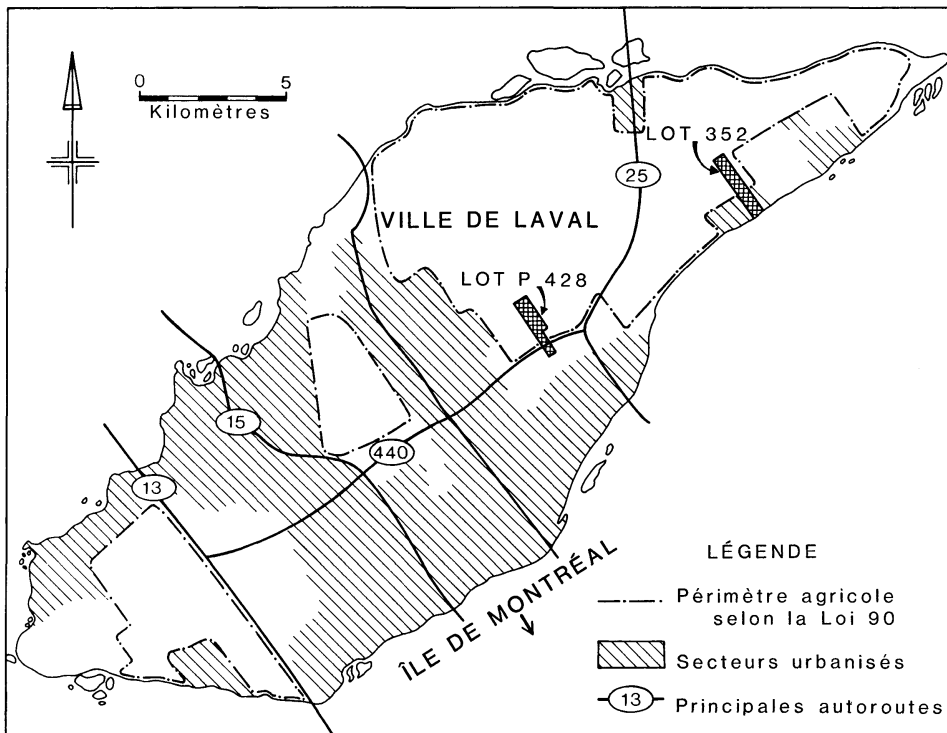 0 5
Kilomètres
LOT 352
25
VILLE DE LAVAL
LOT P. 428
15
440
13
ÎLE DE MONTRÉAL
LÉGENDE
Périmètre agricole
selon la Loi 90
Secteurs urbanisés
13 Principales autoroutes